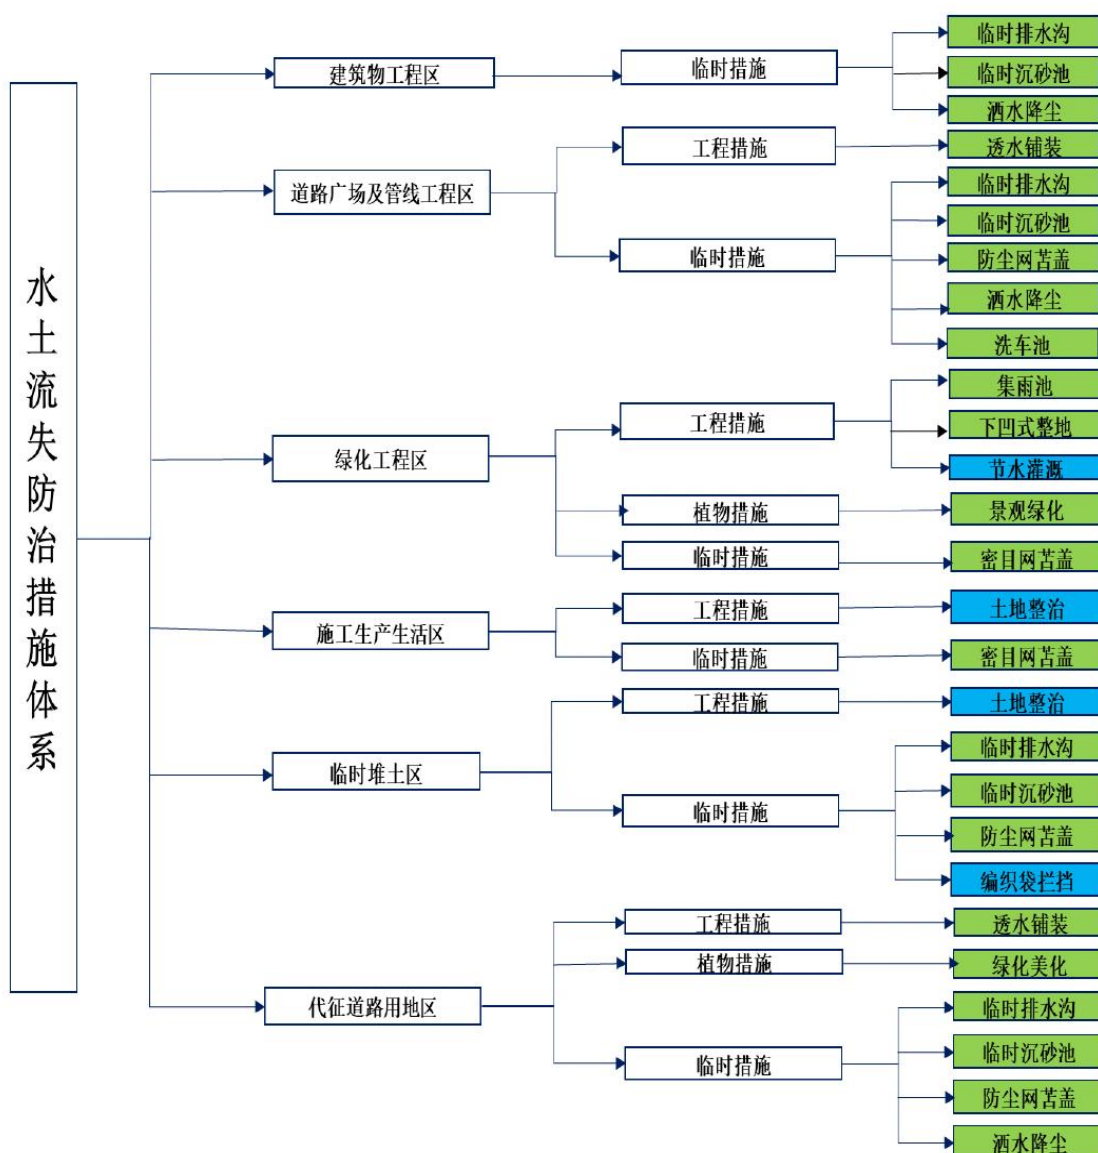 水土流失防治措施体系
建筑物工程区
临时措施
临时排水沟
临时沉砂池
洒水降尘
道路广场及管线工程区
工程措施
透水铺装
临时措施
临时排水沟
临时沉砂池
防尘网苫盖
洒水降尘
洗车池
绿化工程区
工程措施
集雨池
下凹式整地
节水灌溉
植物措施
景观绿化
临时措施
密目网苫盖
施工生产生活区
工程措施
土地整治
临时措施
密目网苫盖
临时堆土区
工程措施
土地整治
临时措施
临时排水沟
临时沉砂池
防尘网苫盖
编织袋拦挡
代征道路用地区
工程措施
透水铺装
植物措施
绿化美化
临时措施
临时排水沟
临时沉砂池
防尘网苫盖
洒水降尘